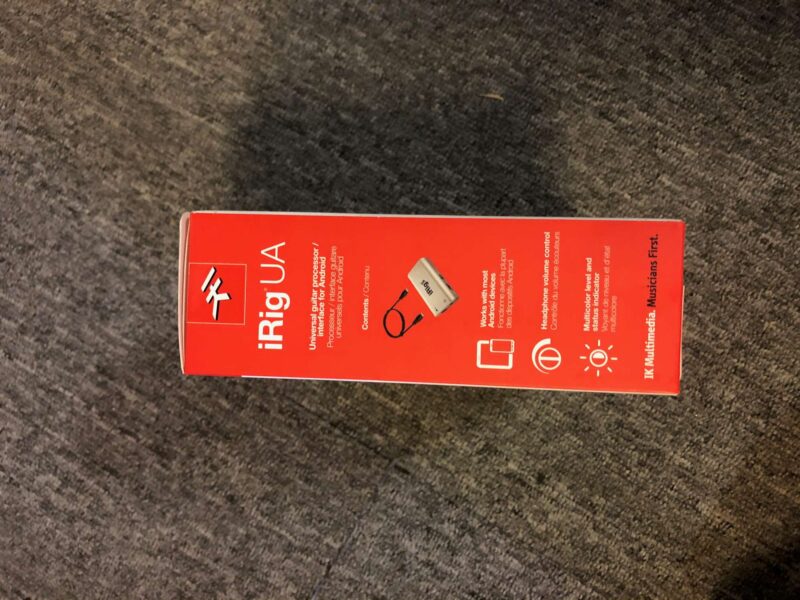 iRig UA
Universal guitar processor /
interface for Android
Processeur / interface guitare
universels pour Android
Contents / Contenu
iRig
Works with most
Android devices
Fonctionne avec la plupart
des dispositifs Android
Headphone volume control
Contrôle du volume écouteurs
Multicolor level and
status indicator
Voyant de niveau et d'état
multicolore
IK Multimedia. Musicians First.